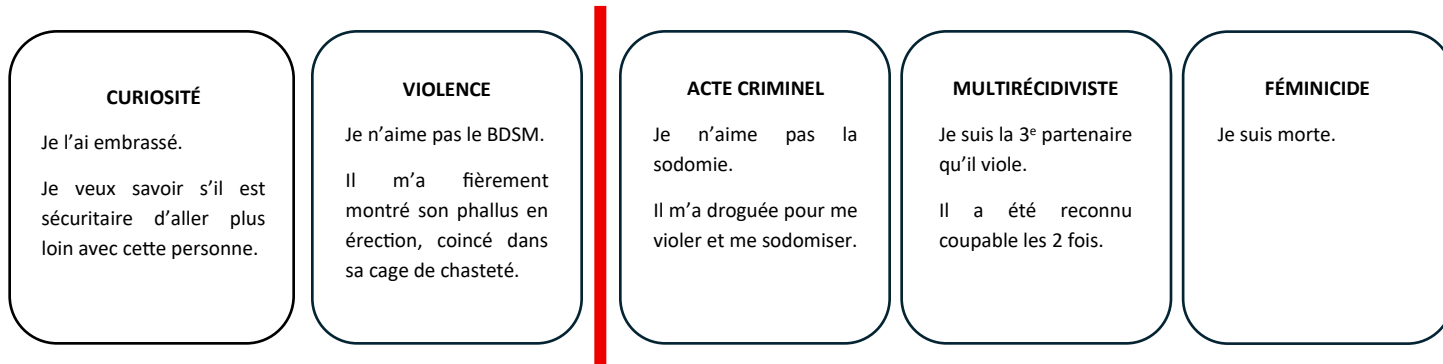 CURIOSITÉ
Je l’ai embrassé.
Je veux savoir s’il est
sécuritaire d’aller plus
loin avec cette personne.
VIOLENCE
Je n’aime pas le BDSM.
Il m’a fièrement
montré son phallus en
érection, coincé dans
sa cage de chasteté.
ACTE CRIMINEL
Je n’aime pas la
sodomie.
Il m’a droguée pour me
violer et me sodomiser.
MULTIRÉCIDIVISTE
Je suis la 3e partenaire
qu’il viole.
Il a été reconnu
coupable les 2 fois.
FÉMINICIDE
Je suis morte.